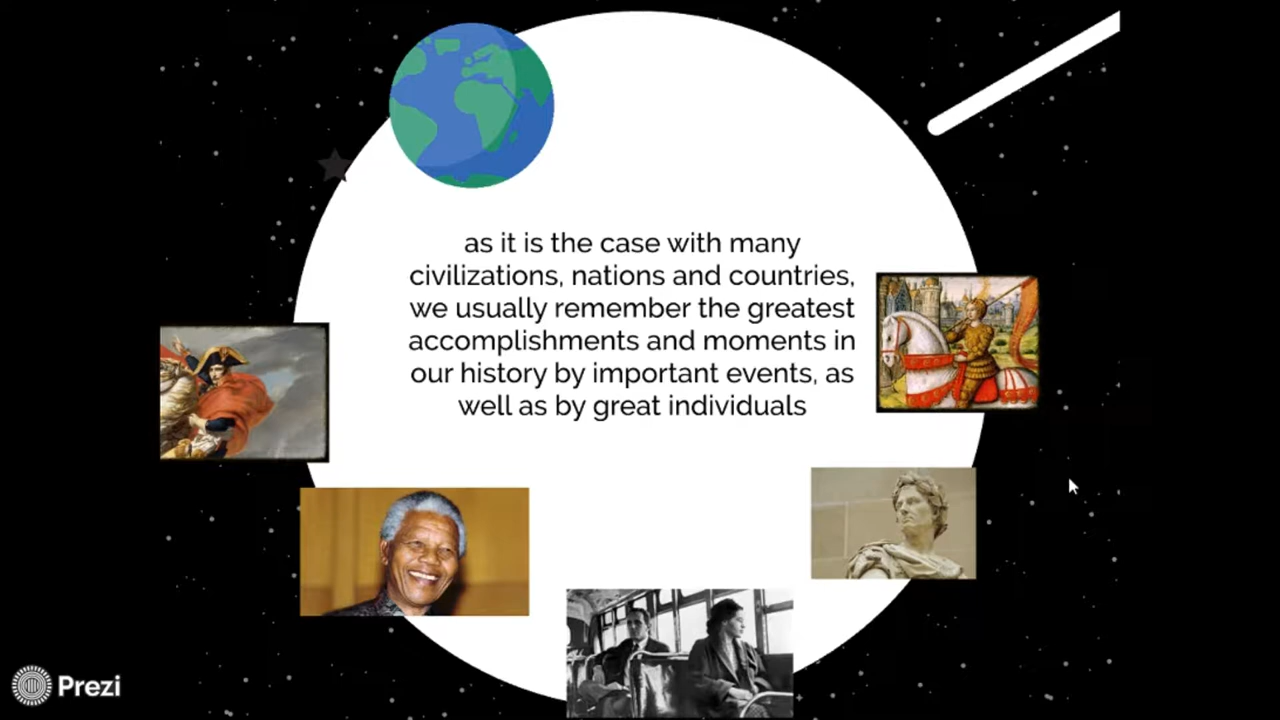 as it is the case with many
civilizations, nations and countries,
we usually remember the greatest
accomplishments and moments in
our history by important events, as
well as by great individuals
Prezi